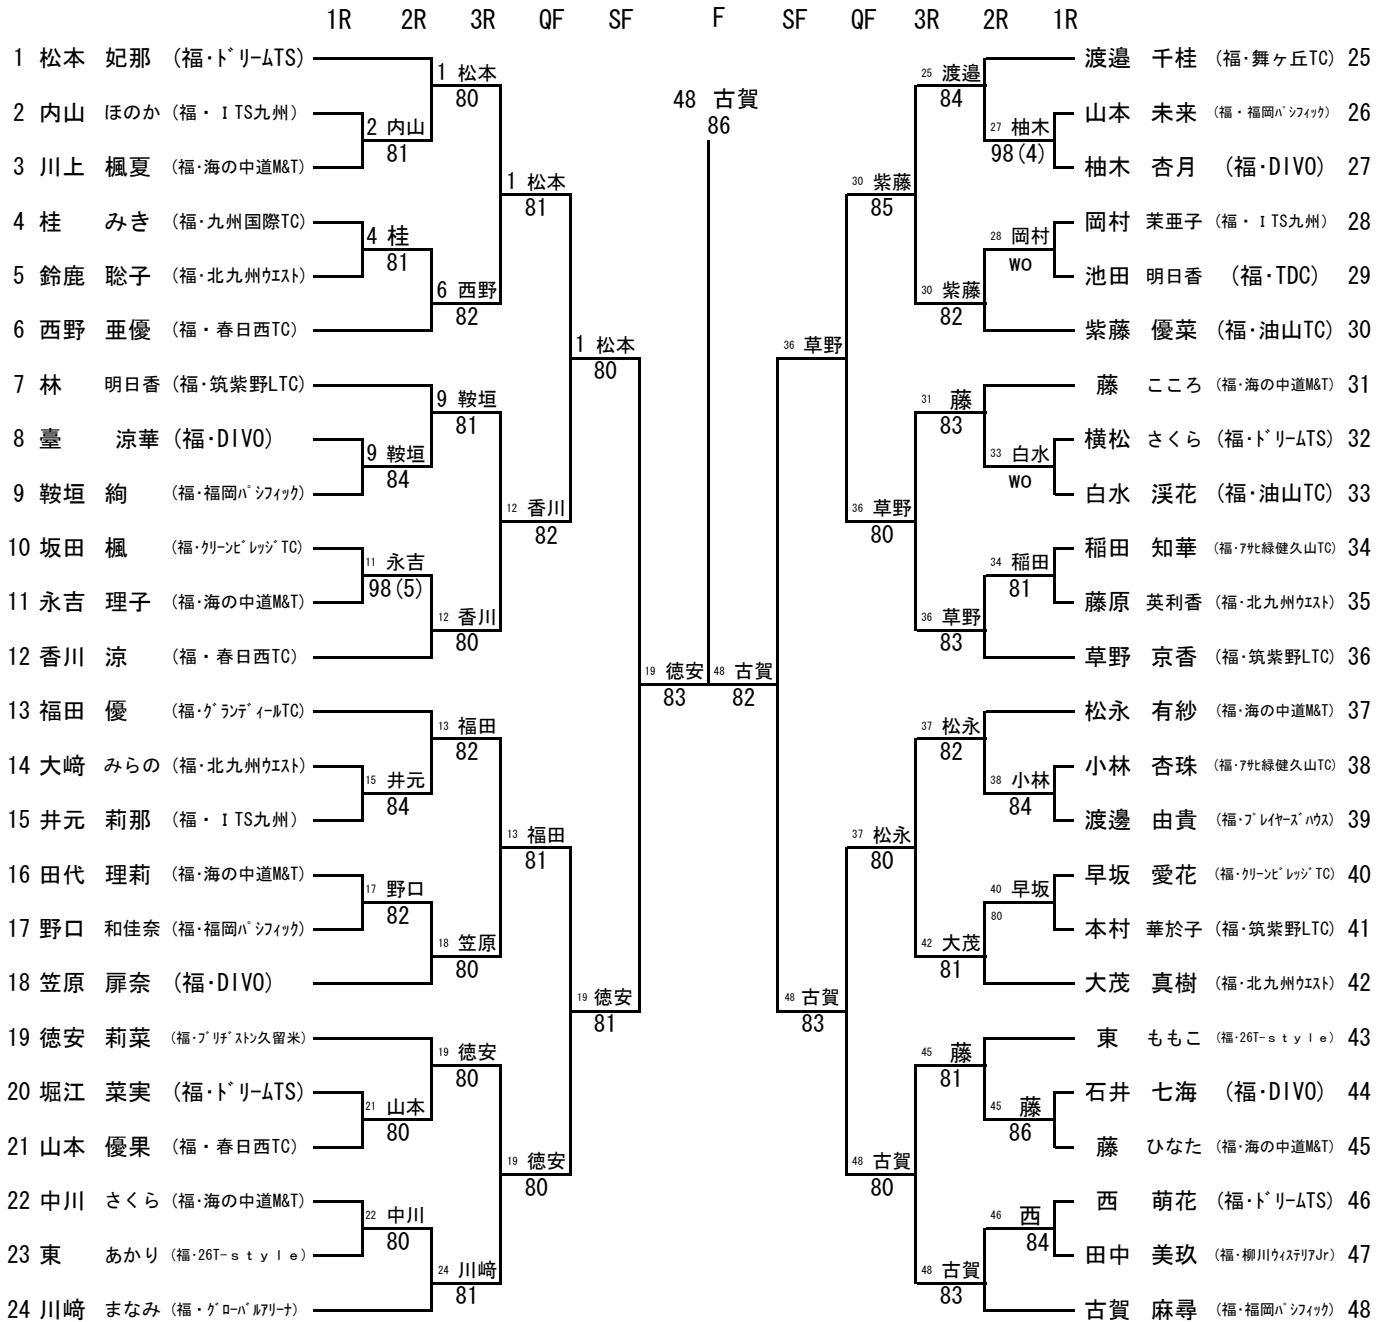 1R 2R 3R QF SF F SF QF 3R 2R 1R
1 松本 妃那 (福・ﾄﾞﾘｰﾑTS)
2 内山 ほのか (福・ＩTS九州)
3 川上 楓夏 (福・海の中道M&T)
4 桂 みき (福・九州国際TC)
5 鈴鹿 聡子 (福・北九州ｳｴｽﾄ)
6 西野 亜優 (福・春日西TC)
7 林 明日香 (福・筑紫野LTC)
8 臺 涼華 (福・DIVO)
9 鞍垣 絢 (福・福岡ﾊﾟｼﾌｨｯｸ)
10 坂田 楓 (福・ｸﾘｰﾝﾋﾞﾚｯｼﾞTC)
11 永吉 理子 (福・海の中道M&T)
12 香川 涼 (福・春日西TC)
13 福田 優 (福・ｸﾞﾗﾝﾃﾞｨｰﾙTC)
14 大﨑 みらの (福・北九州ｳｴｽﾄ)
15 井元 莉那 (福・ＩTS九州)
16 田代 理莉 (福・海の中道M&T)
17 野口 和佳奈 (福・福岡ﾊﾟｼﾌｨｯｸ)
18 笠原 扉奈 (福・DIVO)
19 徳安 莉菜 (福・ﾌﾞﾘﾁﾞｽﾄﾝ久留米)
20 堀江 菜実 (福・ﾄﾞﾘｰﾑTS)
21 山本 優果 (福・春日西TC)
22 中川 さくら (福・海の中道M&T)
23 東 あかり (福・26T-ｓｔｙｌｅ)
24 川﨑 まなみ (福・ｸﾞﾛｰﾊﾞﾙｱﾘｰﾅ)
2 内山
81
4 桂
81
9 鞍垣
84
11 永吉
98(5)
15 井元
84
17 野口
82
21 山本
80
22 中川
80
1 松本
80
6 西野
82
9 鞍垣
81
12 香川
80
13 福田
82
18 笠原
80
19 徳安
80
24 川﨑
81
1 松本
81
12 香川
82
13 福田
81
19 徳安
80
1 松本
80
19 徳安
81
19 徳安
83
48 古賀
86
48 古賀
82
36 草野
48 古賀
83
30 紫藤
85
36 草野
80
37 松永
80
48 古賀
80
25 渡邉
84
30 紫藤
82
31 藤
83
36 草野
83
37 松永
82
42 大茂
81
45 藤
81
48 古賀
83
27 柚木
98(4)
28 岡村
WO
33 白水
WO
34 稲田
81
38 小林
84
40 早坂
80
45 藤
86
46 西
84
渡邉 千桂 (福・舞ヶ丘TC) 25
山本 未来 (福・福岡ﾊﾟｼﾌｨｯｸ) 26
柚木 杏月 (福・DIVO) 27
岡村 茉亜子 (福・ＩTS九州) 28
池田 明日香 (福・TDC) 29
紫藤 優菜 (福・油山TC) 30
藤 こころ (福・海の中道M&T) 31
横松 さくら (福・ﾄﾞﾘｰﾑTS) 32
白水 渓花 (福・油山TC) 33
稲田 知華 (福・ｱｻﾋ緑健久山TC) 34
藤原 英利香 (福・北九州ｳｴｽﾄ) 35
草野 京香 (福・筑紫野LTC) 36
松永 有紗 (福・海の中道M&T) 37
小林 杏珠 (福・ｱｻﾋ緑健久山TC) 38
渡邊 由貴 (福・ﾌﾟﾚｲﾔｰｽﾞﾊｳｽ) 39
早坂 愛花 (福・ｸﾘｰﾝﾋﾞﾚｯｼﾞTC) 40
本村 華於子 (福・筑紫野LTC) 41
大茂 真樹 (福・北九州ｳｴｽﾄ) 42
東 ももこ (福・26T-ｓｔｙｌｅ) 43
石井 七海 (福・DIVO) 44
藤 ひなた (福・海の中道M&T) 45
西 萌花 (福・ﾄﾞﾘｰﾑTS) 46
田中 美玖 (福・柳川ｳｨｽﾃﾘｱJr) 47
古賀 麻尋 (福・福岡ﾊﾟｼﾌｨｯｸ) 48